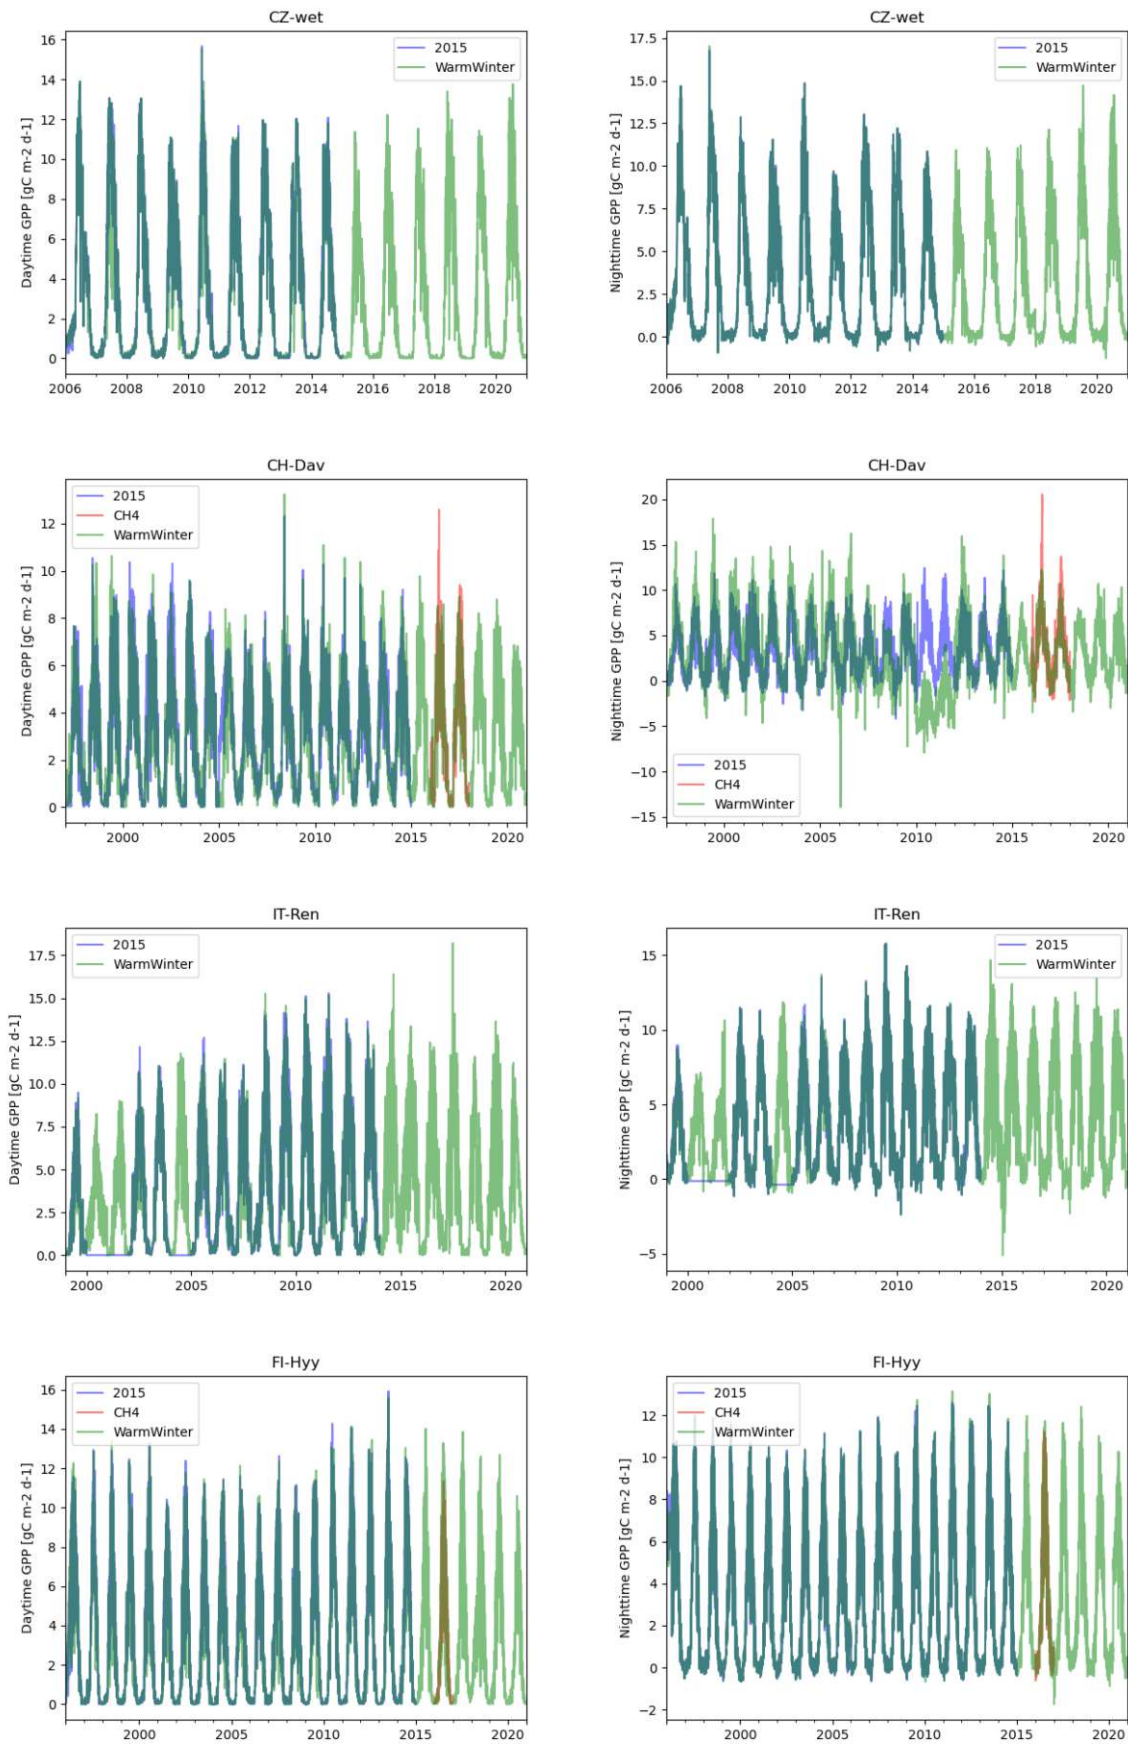 CZ-wet
Daytime GPP [gC m-2 d-1]
16
14
12
10
8
6
4
2
0
2015
WarmWinter
2006 2008 2010 2012 2014 2016 2018 2020
CZ-wet
Nighttime GPP [gC m-2 d-1]
17.5
15.0
12.5
10.0
7.5
5.0
2.5
0.0
2015
WarmWinter
2006 2008 2010 2012 2014 2016 2018 2020
CH-Dav
Daytime GPP [gC m-2 d-1]
12
10
8
6
4
2
0
2015
CH4
WarmWinter
2000 2005 2010 2015 2020
CH-Dav
Nighttime GPP [gC m-2 d-1]
20
15
10
5
0
−5
−10
−15
2015
CH4
WarmWinter
2000 2005 2010 2015 2020
IT-Ren
Daytime GPP [gC m-2 d-1]
17.5
15.0
12.5
10.0
7.5
5.0
2.5
0.0
2015
WarmWinter
2000 2005 2010 2015 2020
IT-Ren
Nighttime GPP [gC m-2 d-1]
15
10
5
0
−5
2015
WarmWinter
2000 2005 2010 2015 2020
FI-Hyy
Daytime GPP [gC m-2 d-1]
16
14
12
10
8
6
4
2
0
2015
CH4
WarmWinter
2000 2005 2010 2015 2020
FI-Hyy
Nighttime GPP [gC m-2 d-1]
12
10
8
6
4
2
0
−2
2015
CH4
WarmWinter
2000 2005 2010 2015 2020